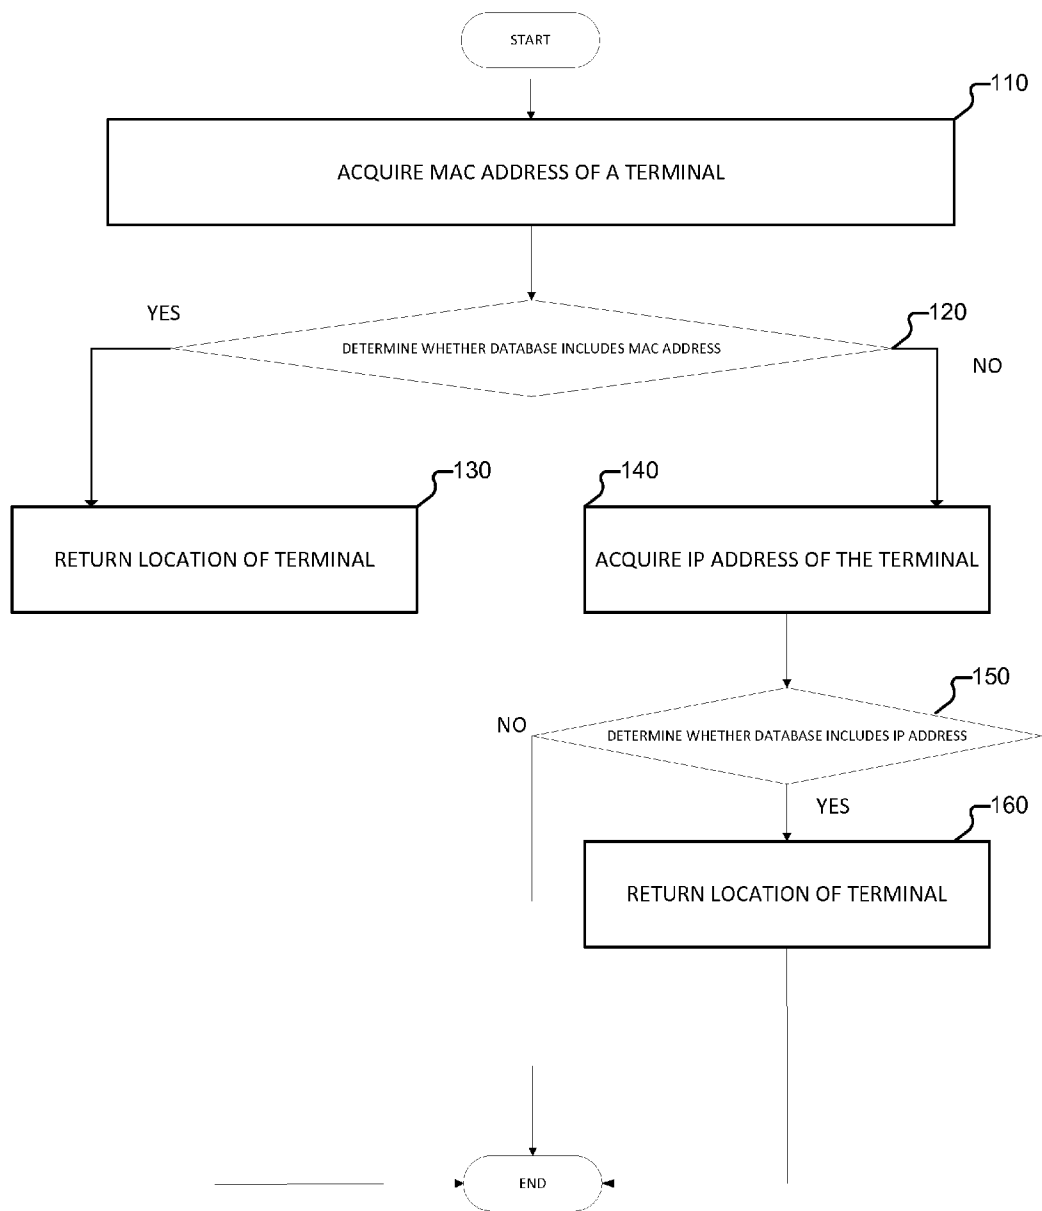 START
110
ACQUIRE MAC ADDRESS OF A TERMINAL
YES
120
DETERMINE WHETHER DATABASE INCLUDES MAC ADDRESS
NO
130
140
RETURN LOCATION OF TERMINAL
ACQUIRE IP ADDRESS OF THE TERMINAL
150
NO
DETERMINE WHETHER DATABASE INCLUDES IP ADDRESS
YES
160
RETURN LOCATION OF TERMINAL
END